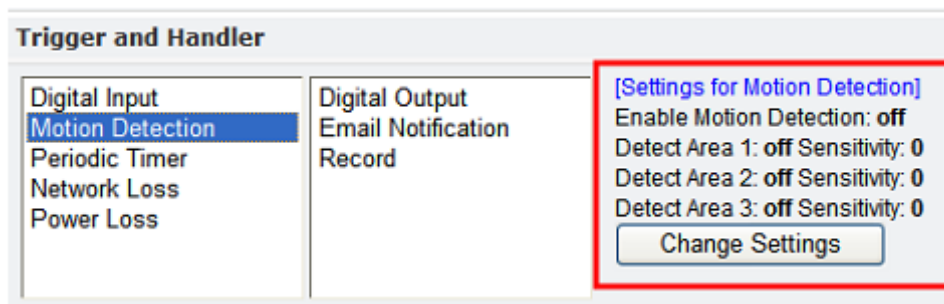 Trigger and Handler
Digital Input
Motion Detection
Periodic Timer
Network Loss
Power Loss
Digital Output
Email Notification
Record
[Settings for Motion Detection]
Enable Motion Detection: off
Detect Area 1: off Sensitivity: 0
Detect Area 2: off Sensitivity: 0
Detect Area 3: off Sensitivity: 0
Change Settings